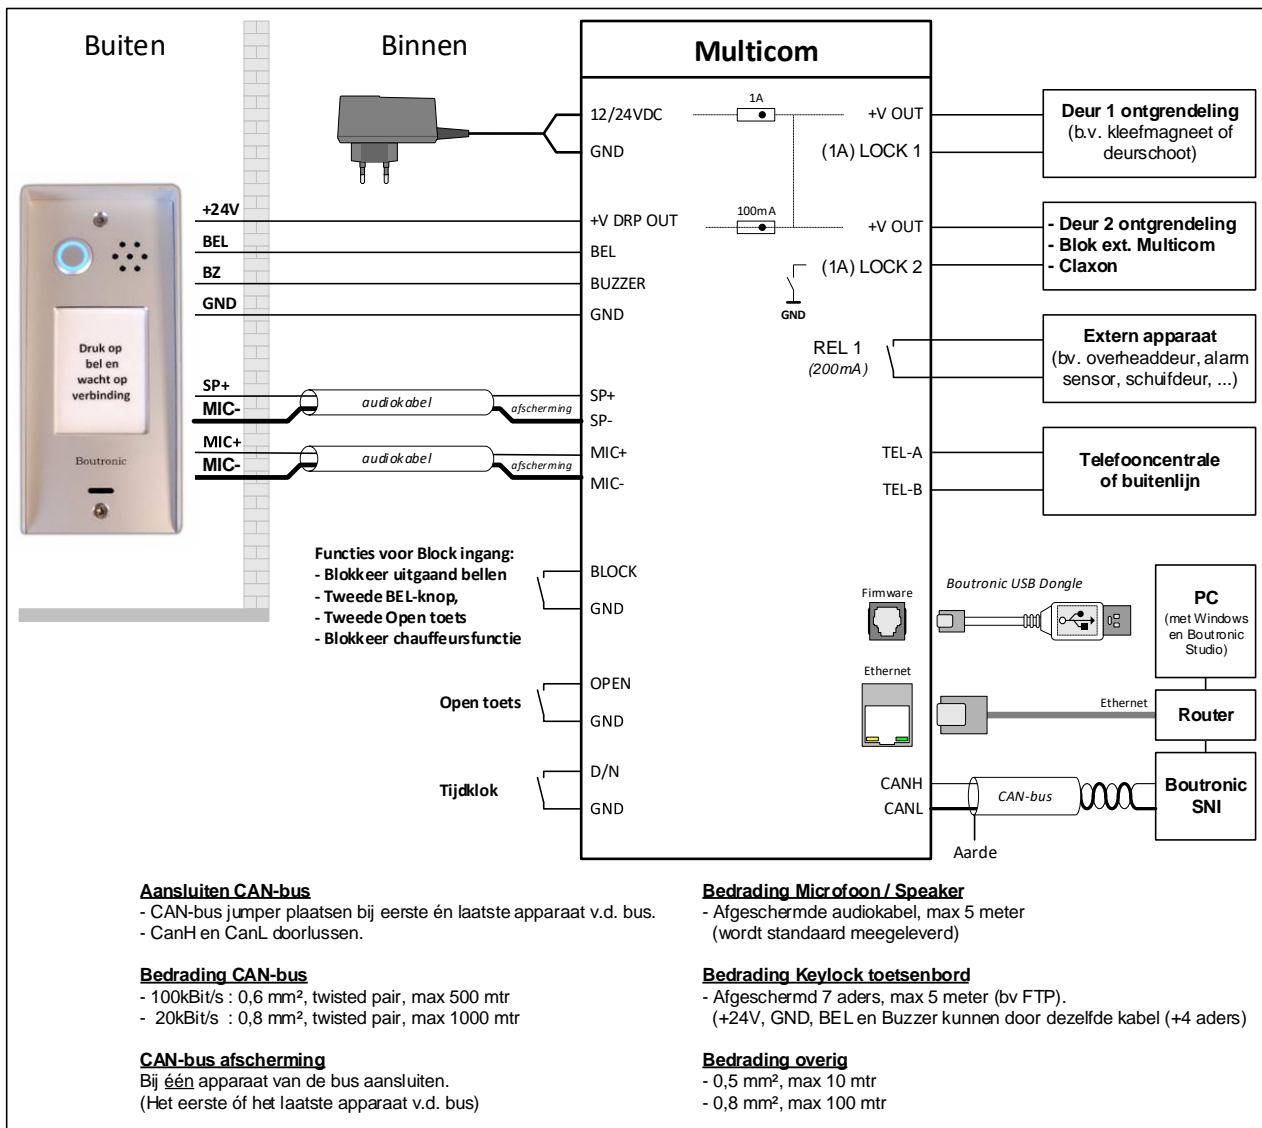 Buiten
Binnen
Multicom
12/24VDC
GND
1A
+V OUT
(1A) LOCK 1
Deur 1 ontgrendeling
(b.v. kleefmagneet of
deurschoot)
+24V
BEL
BZ
GND
+V DRP OUT
BEL
BUZZER
GND
100mA
+V OUT
(1A) LOCK 2
GND
- Deur 2 ontgrendeling
- Blok ext. Multicom
- Claxon
Druk op
bel en
wacht op
verbinding
Boutronic
REL 1
(200mA)
Extern apparaat
(bv. overheaddeur, alarm
sensor, schuifdeur, ...)
SP+
MIC-
audiokabel
afscherming
SP+
SP-
MIC+
MIC-
audiokabel
afscherming
MIC+
MIC-
TEL-A
TEL-B
Telefooncentrale
of buitenlijn
Functies voor Block ingang:
- Blokkeer uitgaand bellen
- Tweede BEL-knop,
- Tweede Open toets
- Blokkeer chauffeursfunctie
BLOCK
GND
Firmware
Boutronic USB Dongle
PC
(met Windows
en Boutronic
Studio)
Open toets
OPEN
GND
Ethernet
Ethernet
Router
Tijdklok
D/N
GND
CANH
CANL
CAN-bus
Aarde
Boutronic
SNI
Aansluiten CAN-bus
- CAN-bus jumper plaatsen bij eerste én laatste apparaat v.d. bus.
- CanH en CanL doorlussen.
Bedrading CAN-bus
- 100kBit/s : 0,6 mm², twisted pair, max 500 mtr
- 20kBit/s : 0,8 mm², twisted pair, max 1000 mtr
CAN-bus afscherming
Bij één apparaat van de bus aansluiten.
(Het eerste óf het laatste apparaat v.d. bus)
Bedrading Microfoon / Speaker
- Afgeschermde audiokabel, max 5 meter
(wordt standaard meegeleverd)
Bedrading Keylock toetsenbord
- Afgeschermd 7 aders, max 5 meter (bv FTP).
(+24V, GND, BEL en Buzzer kunnen door dezelfde kabel (+4 aders)
Bedrading overig
- 0,5 mm², max 10 mtr
- 0,8 mm², max 100 mtr